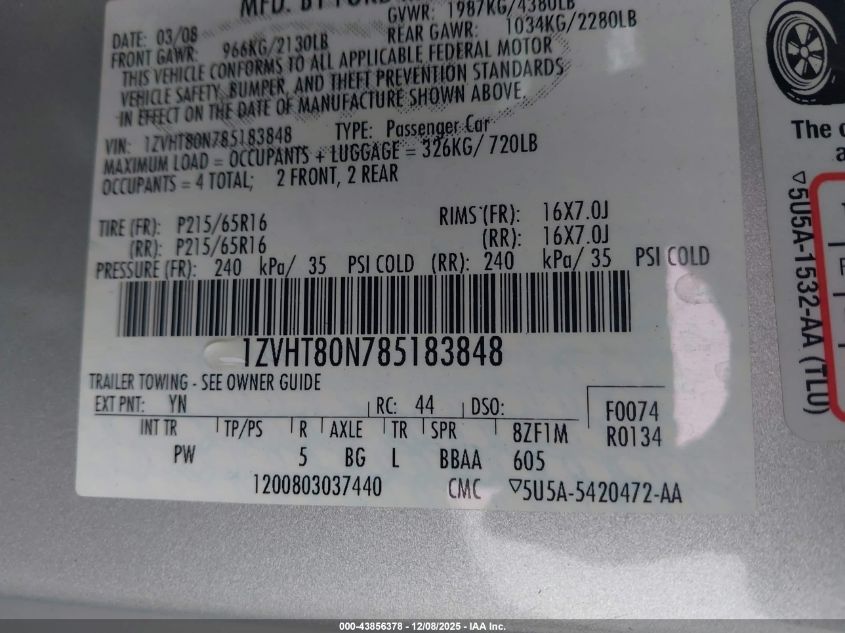 MFD. BY FORD
DATE: 03/08 GVWR: 1987KG/4380LB
FRONT GAWR: 966KG/2130LB REAR GAWR: 1034KG/2280LB
THIS VEHICLE CONFORMS TO ALL APPLICABLE FEDERAL MOTOR
VEHICLE SAFETY, BUMPER, AND THEFT PREVENTION STANDARDS
IN EFFECT ON THE DATE OF MANUFACTURE SHOWN ABOVE.
VIN: 1ZVHT80N785183848 TYPE: Passenger Car
MAXIMUM LOAD = OCCUPANTS + LUGGAGE = 326KG/ 720LB
OCCUPANTS = 4 TOTAL; 2 FRONT, 2 REAR
TIRE (FR): P215/65R16 RIMS (FR): 16X7.0J
(RR): P215/65R16 (RR): 16X7.0J
PRESSURE (FR): 240 kPa/ 35 PSI COLD (RR): 240 kPa/ 35 PSI COLD
1ZVHT80N785183848
TRAILER TOWING - SEE OWNER GUIDE
EXT PNT: YN RC: 44 DSO: F0074
INT TR TP/PS R AXLE TR SPR 8ZF1M R0134
PW 5 BG L BBAA 605
1200803037440 CMC ▽5U5A-5420472-AA
The
▽5U5A-1532-AA (TLU)
000-43856378 - 12/08/2025 - IAA Inc.